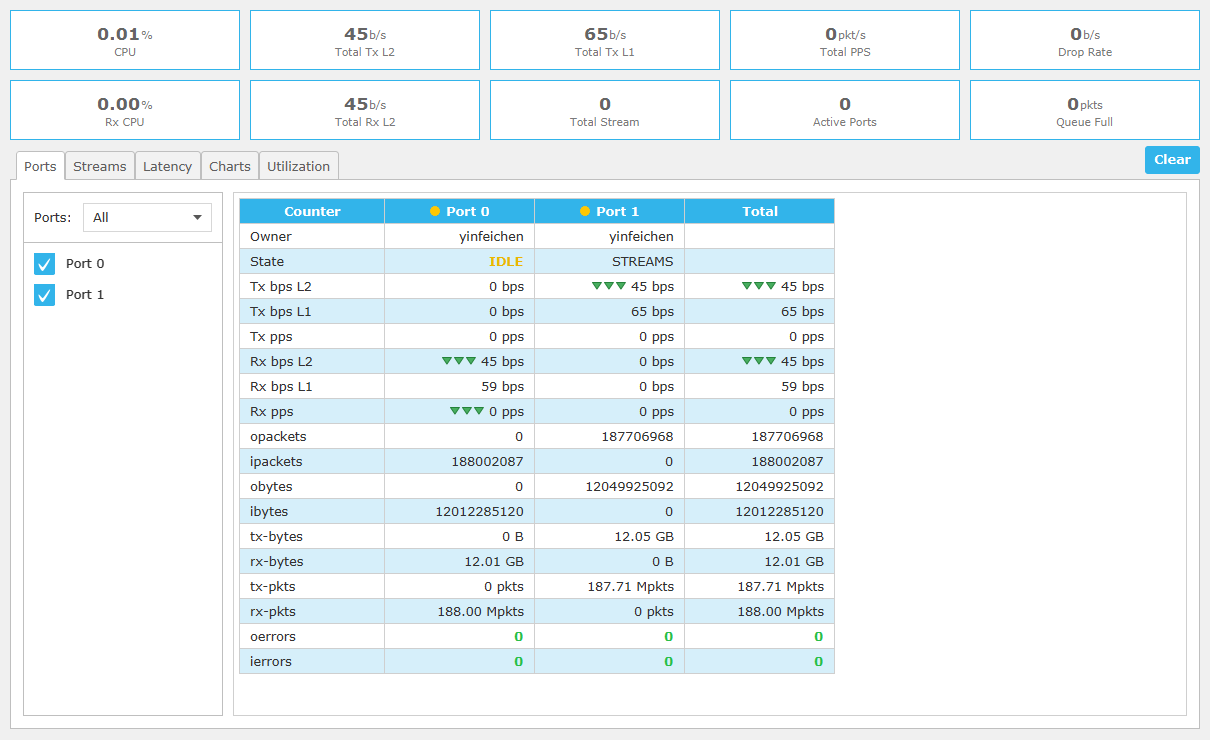 0.01% 45b/s 65b/s 0pkt/s 0b/s
CPU Total Tx L2 Total Tx L1 Total PPS Drop Rate
0.00% 45b/s 0 0 0pkts
Rx CPU Total Rx L2 Total Stream Active Ports Queue Full
Ports Streams Latency Charts Utilization Clear
Ports: All
Port 0
Port 1
Counter Port 0 Port 1 Total
Owner yinfeichen yinfeichen
State IDLE STREAMS
Tx bps L2 0 bps ▼▼▼ 45 bps ▼▼▼ 45 bps
Tx bps L1 0 bps 65 bps 65 bps
Tx pps 0 pps 0 pps 0 pps
Rx bps L2 ▼▼▼ 45 bps 0 bps ▼▼▼ 45 bps
Rx bps L1 59 bps 0 bps 59 bps
Rx pps ▼▼▼ 0 pps 0 pps 0 pps
opackets 0 187706968 187706968
ipackets 188002087 0 188002087
obytes 0 12049925092 12049925092
ibytes 12012285120 0 12012285120
tx-bytes 0 B 12.05 GB 12.05 GB
rx-bytes 12.01 GB 0 B 12.01 GB
tx-pkts 0 pkts 187.71 Mpkts 187.71 Mpkts
rx-pkts 188.00 Mpkts 0 pkts 188.00 Mpkts
oerrors 0 0 0
ierrors 0 0 0